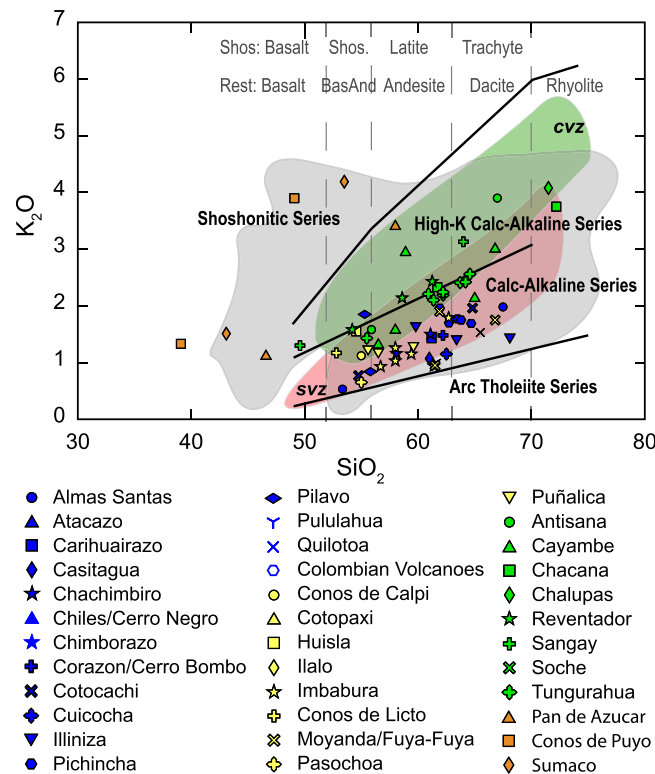 7
6
5
4
3
2
1
0
K2O
Shos: Basalt Shos. Latite Trachyte
Rest: Basalt BasAnd Andesite Dacite Rhyolite
cvz
Shoshonitic Series
High-K Calc-Alkaline Series
Calc-Alkaline Series
svz
Arc Tholeiite Series
30 40 50 60 70 80
SiO2
Almas Santas
Atacazo
Carihuairazo
Casitagua
Chachimbiro
Chiles/Cerro Negro
Chimborazo
Corazon/Cerro Bombo
Cotocachi
Cuicocha
Illiniza
Pichincha
Pilavo
Pululahua
Quilotoa
Colombian Volcanoes
Conos de Calpi
Cotopaxi
Huisla
Ilalo
Imbabura
Conos de Licto
Moyanda/Fuya-Fuya
Pasochoa
Puñalica
Antisana
Cayambe
Chacana
Chalupas
Reventador
Sangay
Soche
Tungurahua
Pan de Azucar
Conos de Puyo
Sumaco